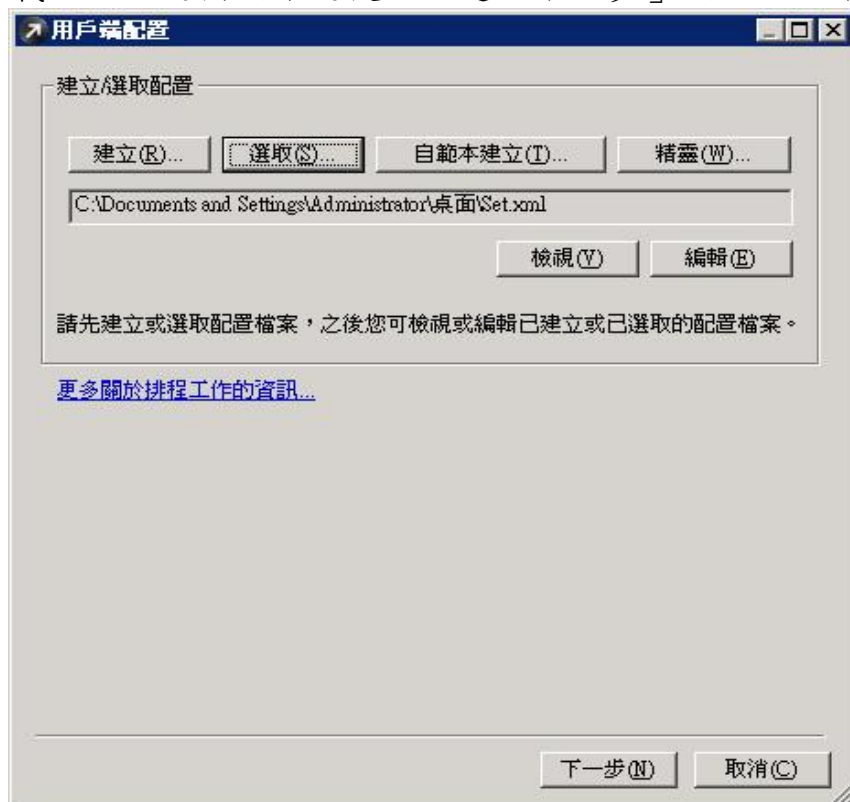 用戶端配置
建立/選取配置
建立(R)... 選取(S)... 自範本建立(T)... 精靈(W)...
C:\Documents and Settings\Administrator\桌面\Set.xml
檢視(V) 編輯(E)
請先建立或選取配置檔案，之後您可檢視或編輯已建立或已選取的配置檔案。
更多關於排程工作的資訊...
下一步(N) 取消(C)